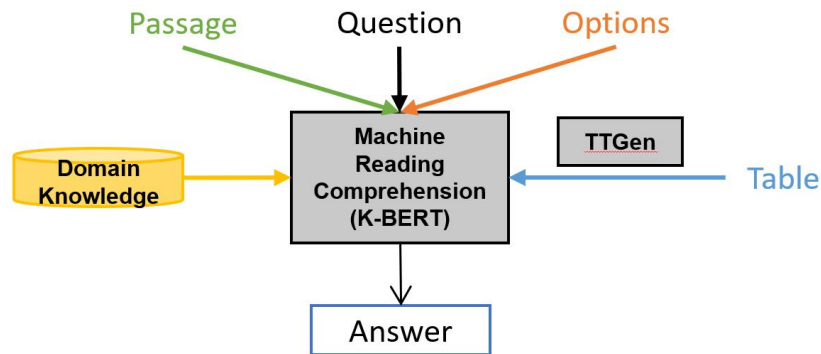 Passage
Question
Options
Machine
Reading
Comprehension
(K-BERT)
TTGen
Domain
Knowledge
Table
Answer